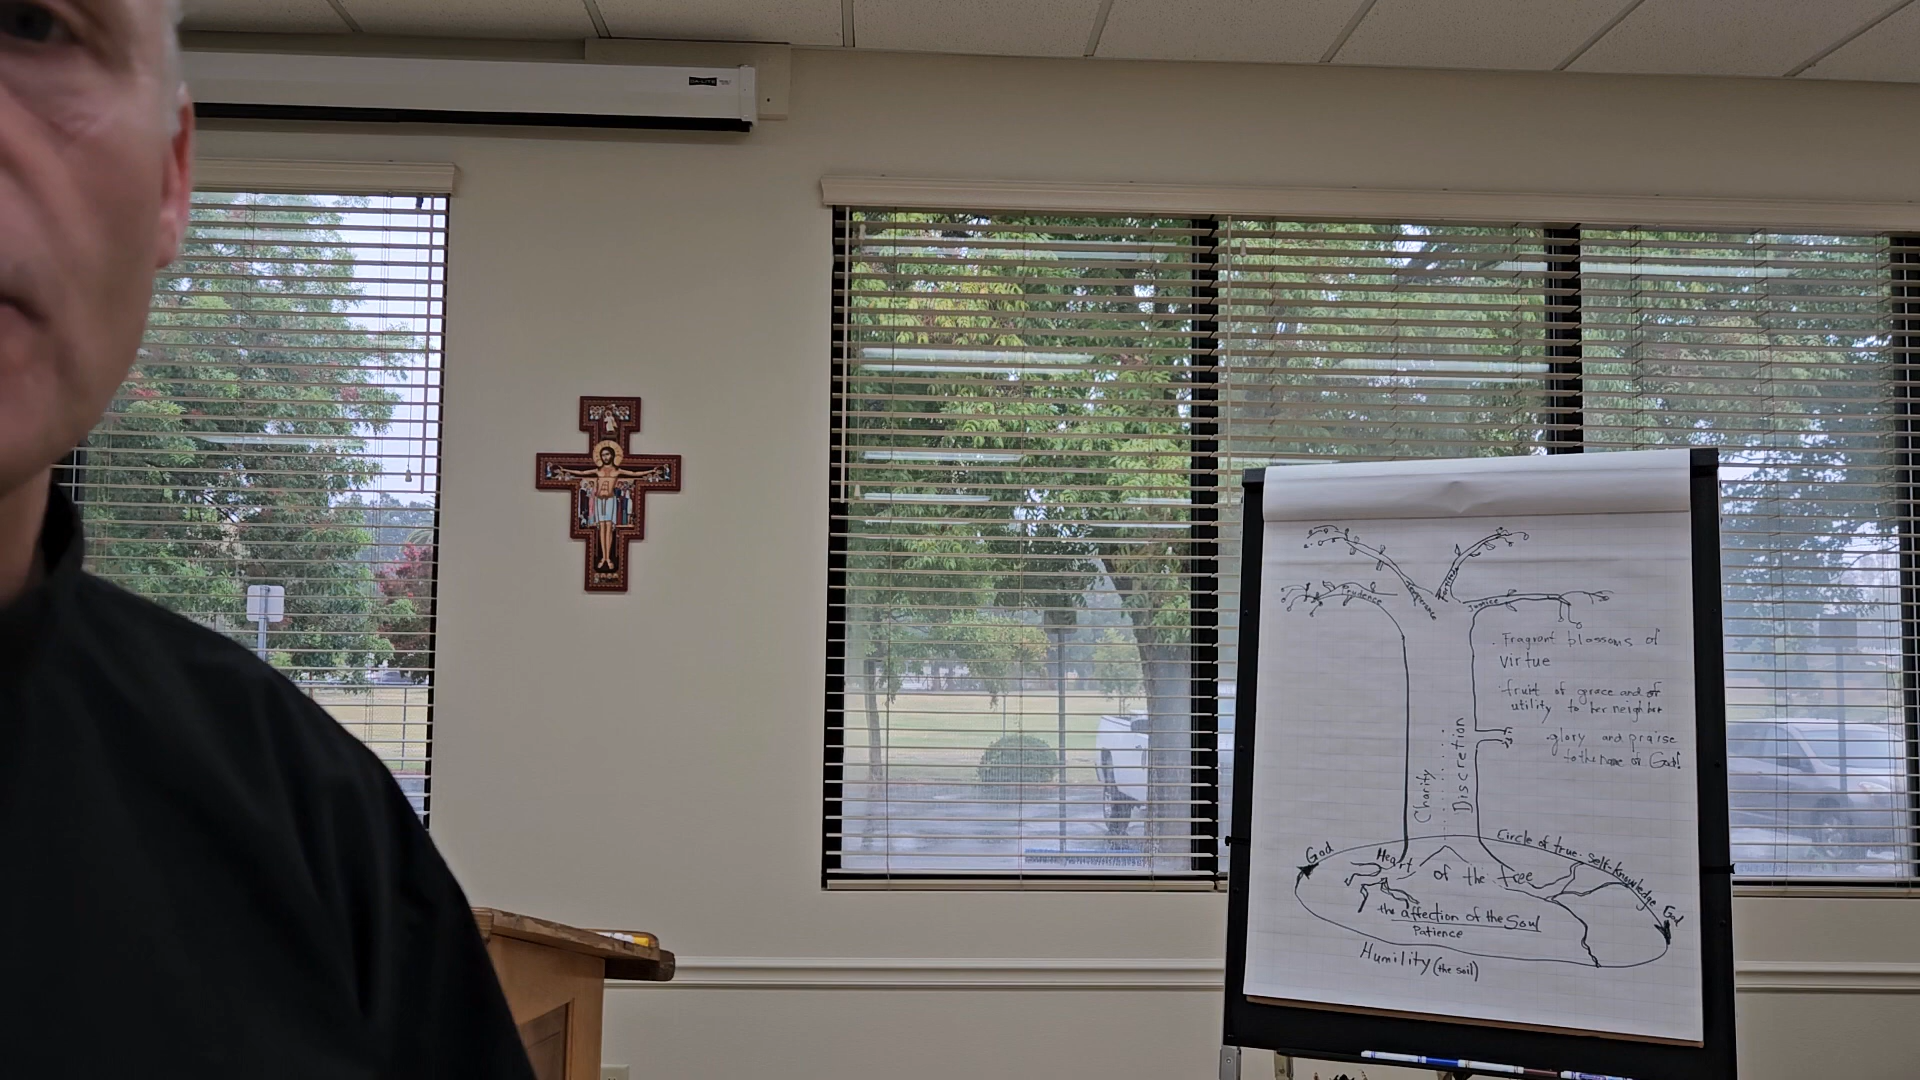 DA-LITE
Prudence
Temperance
Fortitude
Justice
. Fragrant blossoms of
virtue
. fruit of grace and of
utility to her neighbor
. glory and praise
to the name of God!
Charity
Discretion
Circle of true self-knowledge
God
God
Heart
of the tree
the affection of the Soul
Patience
Humility (the soil)